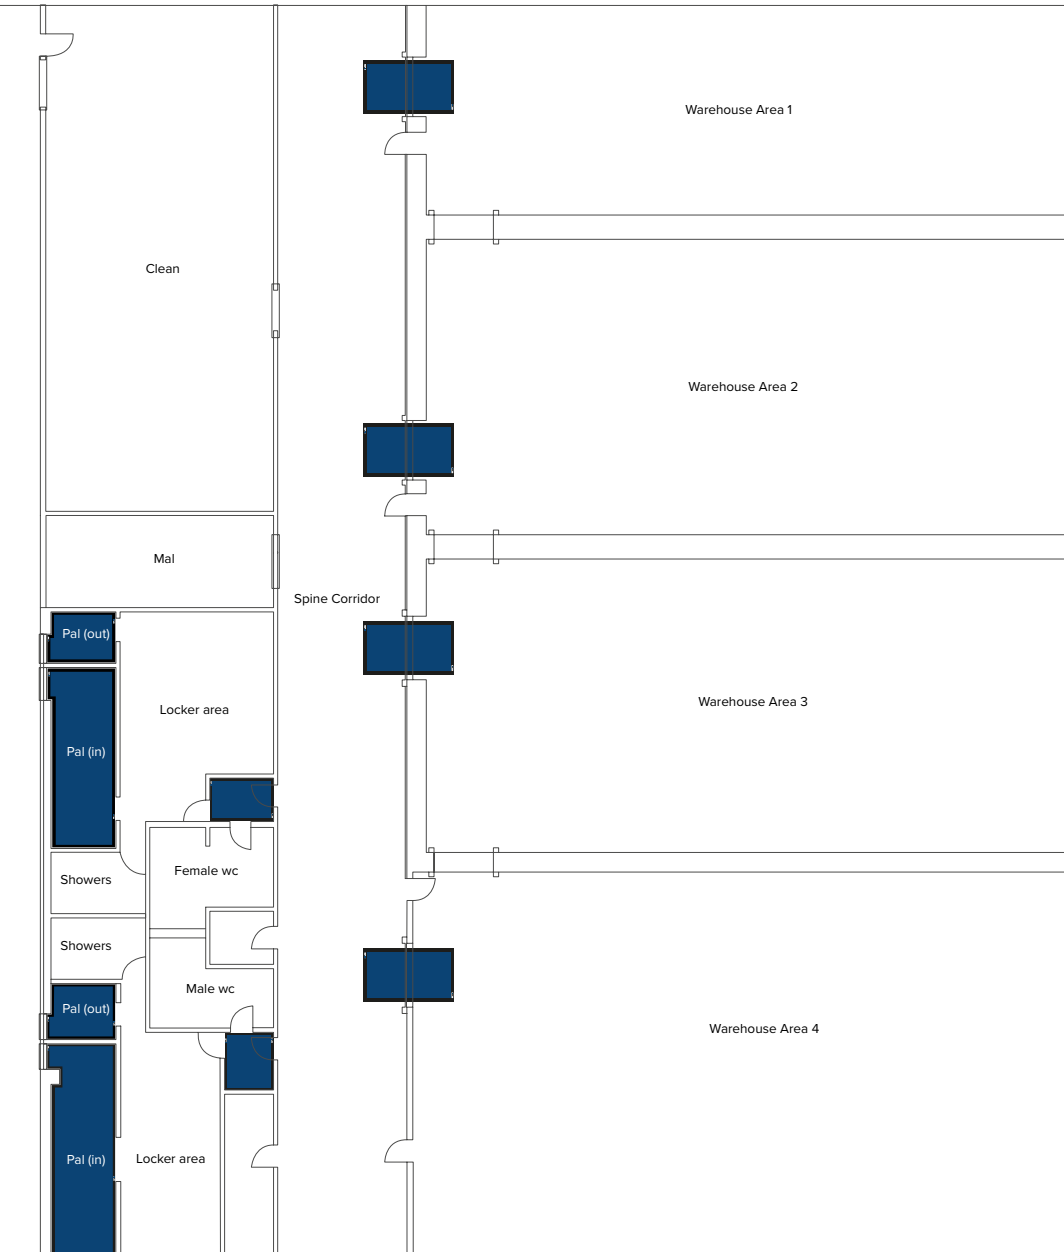 Warehouse Area 1
Clean
Warehouse Area 2
Mal
Spine Corridor
Pal (out)
Locker area
Warehouse Area 3
Pal (in)
Female wc
Showers
Showers
Male wc
Pal (out)
Warehouse Area 4
Pal (in)
Locker area